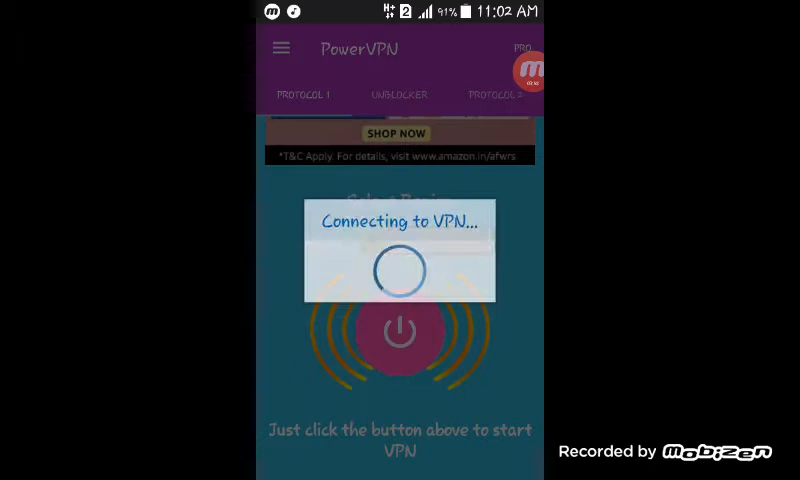 2 91% 11:02 AM
PowerVPN PRO
PROTOCOL 1 UNBLOCKER PROTOCOL 2
SHOP NOW
*T&C Apply. For details, visit www.amazon.in/afwrs
Connecting to VPN...
Just click the button above to start
VPN
Recorded by mobizen